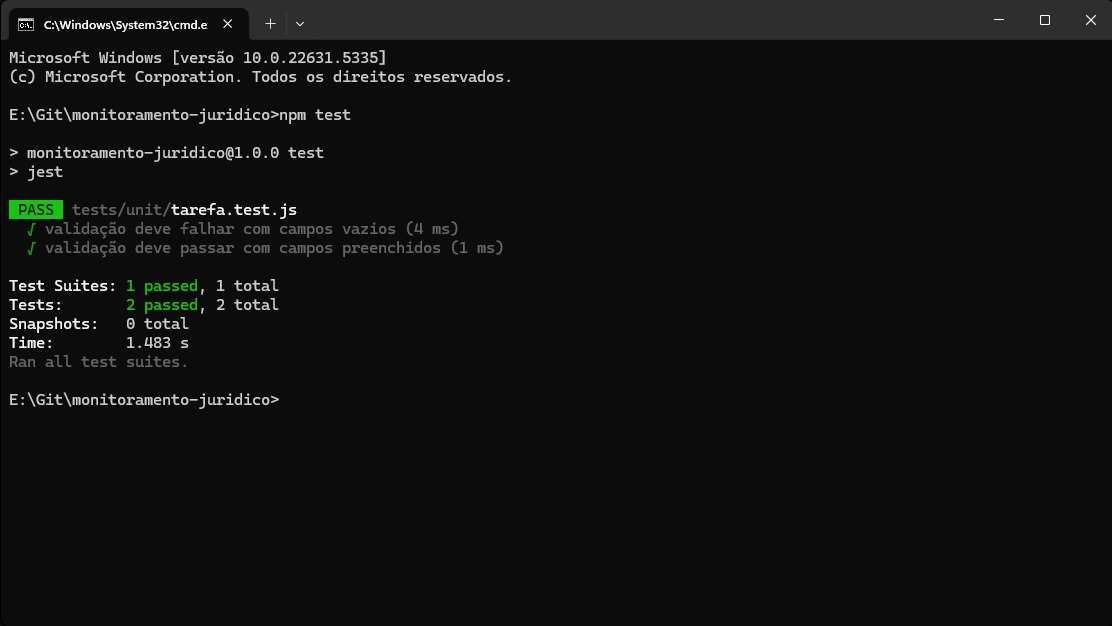 C:\Windows\System32\cmd.e
Microsoft Windows [versão 10.0.22631.5335]
(c) Microsoft Corporation. Todos os direitos reservados.
E:\Git\monitoramento-juridico>npm test
> monitoramento-juridico@1.0.0 test
> jest
PASS tests/unit/tarefa.test.js
√ validação deve falhar com campos vazios (4 ms)
√ validação deve passar com campos preenchidos (1 ms)
Test Suites: 1 passed, 1 total
Tests: 2 passed, 2 total
Snapshots: 0 total
Time: 1.483 s
Ran all test suites.
E:\Git\monitoramento-juridico>